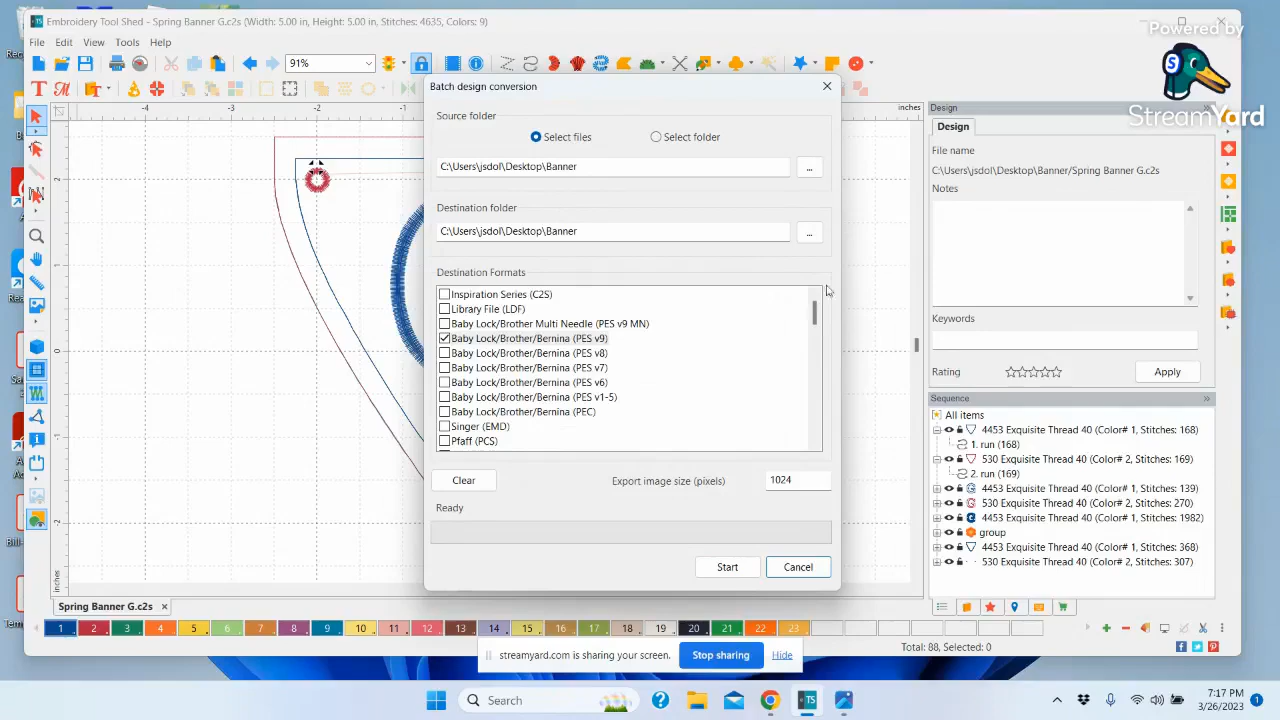 Embroidery Tool Shed - Spring Banner G.c2s (Width: 5.00 in, Height: 5.00 in, Stitches: 4635, Colors: 9)
Powered by
StreamYard
File Edit View Tools Help
91%
-4 -3 -2 -1 inches
2
1
0
-1
-2
inches
Batch design conversion
Source folder
Select files Select folder
C:\Users\jsdol\Desktop\Banner ...
Destination folder
C:\Users\jsdol\Desktop\Banner ...
Destination Formats
Inspiration Series (C2S)
Library File (LDF)
Baby Lock/Brother Multi Needle (PES v9 MN)
Baby Lock/Brother/Bernina (PES v9)
Baby Lock/Brother/Bernina (PES v8)
Baby Lock/Brother/Bernina (PES v7)
Baby Lock/Brother/Bernina (PES v6)
Baby Lock/Brother/Bernina (PES v1-5)
Baby Lock/Brother/Bernina (PEC)
Singer (EMD)
Pfaff (PCS)
Clear Export image size (pixels) 1024
Ready
Start Cancel
Design
Design
File name
C:\Users\jsdol\Desktop\Banner/Spring Banner G.c2s
Notes
Keywords
Rating Apply
Sequence
All items
4453 Exquisite Thread 40 (Color# 1, Stitches: 168)
1. run (168)
530 Exquisite Thread 40 (Color# 2, Stitches: 169)
2. run (169)
4453 Exquisite Thread 40 (Color# 1, Stitches: 139)
530 Exquisite Thread 40 (Color# 2, Stitches: 270)
4453 Exquisite Thread 40 (Color# 1, Stitches: 1982)
group
4453 Exquisite Thread 40 (Color# 1, Stitches: 368)
530 Exquisite Thread 40 (Color# 2, Stitches: 307)
Spring Banner G.c2s
1 2 3 4 5 6 7 8 9 10 11 12 13 14 15 16 17 18 19 20 21 22 23
Total: 88, Selected: 0
streamyard.com is sharing your screen. Stop sharing Hide
Search
7:17 PM
3/26/2023